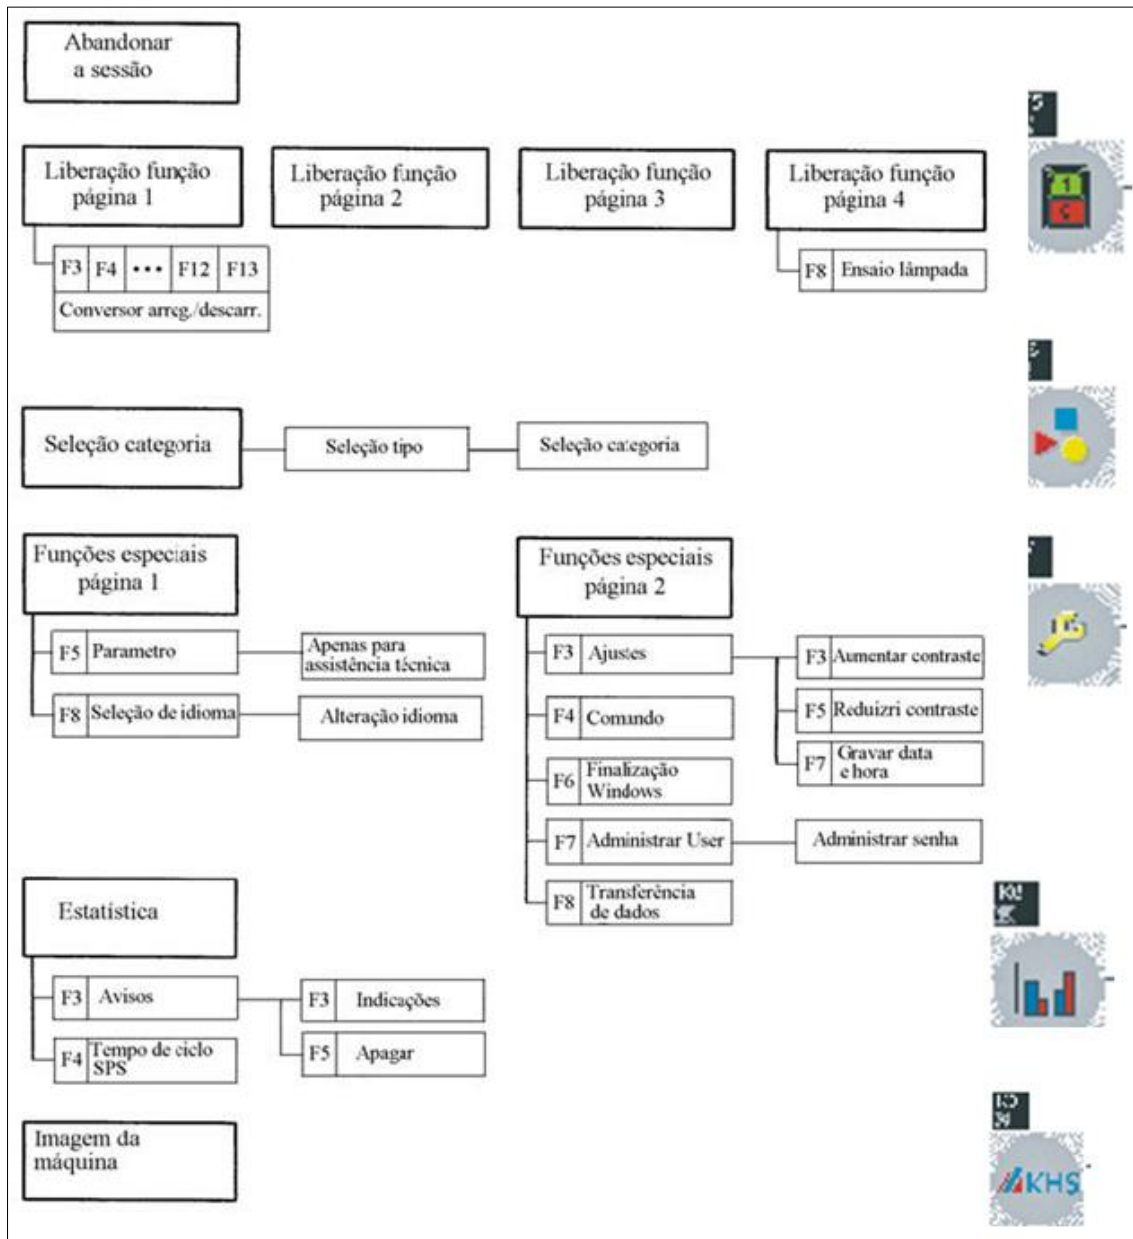 Abandonar
a sessão
Liberação função
página 1
Liberação função
página 2
Liberação função
página 3
Liberação função
página 4
1
F3 F4 ••• F12 F13
Conversor arreg./descarr.
F8 Ensaio lâmpada
Seleção categoria
Seleção tipo
Seleção categoria
Funções especiais
página 1
F5 Parametro
Apenas para
assistência técnica
F8 Seleção de idioma
Alteração idioma
Funções especiais
página 2
F3 Ajustes
F3 Aumentar contraste
F5 Reduizri contraste
F7 Gravar data
e hora
F4 Comando
F6 Finalização
Windows
F7 Administrar User
Administrar senha
F8 Transferência
de dados
Estatística
F3 Avisos
F3 Indicações
F5 Apagar
F4 Tempo de ciclo
SPS
Imagem da
máquina
KHS